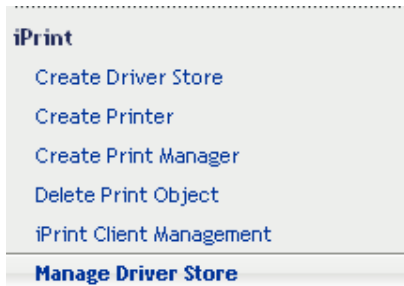 iPrint
Create Driver Store
Create Printer
Create Print Manager
Delete Print Object
iPrint Client Management
Manage Driver Store